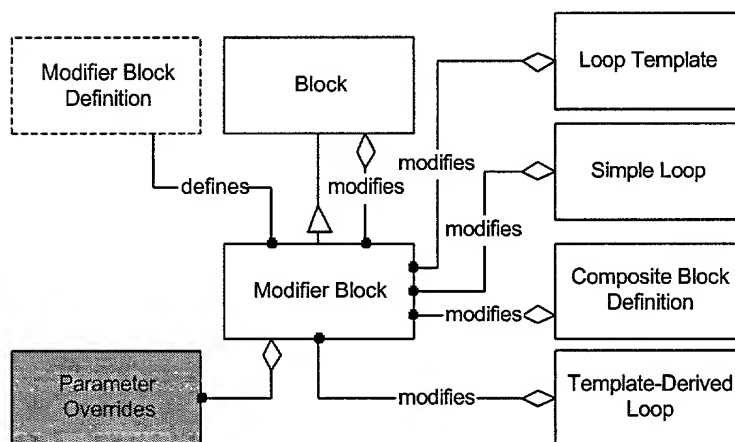 Modifier Block
Definition
Block
Loop Template
modifies
Simple Loop
defines
modifies
modifies
Modifier Block
Composite Block
Definition
modifies
Parameter
Overrides
Template-Derived
Loop
modifies